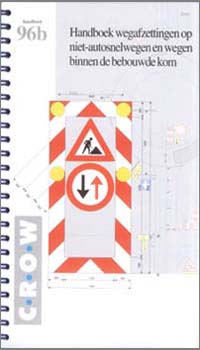 handboek
96b
Handboek wegafzettingen op
niet-autosnelwegen en wegen
binnen de bebouwde kom
C·R·O·W